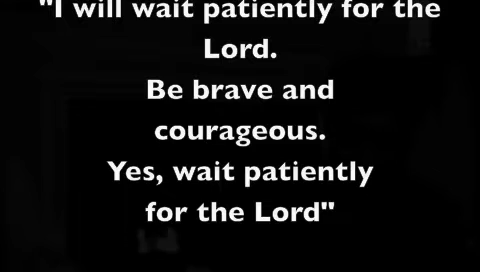 "I will wait patiently for the
Lord.
Be brave and
courageous.
Yes, wait patiently
for the Lord"